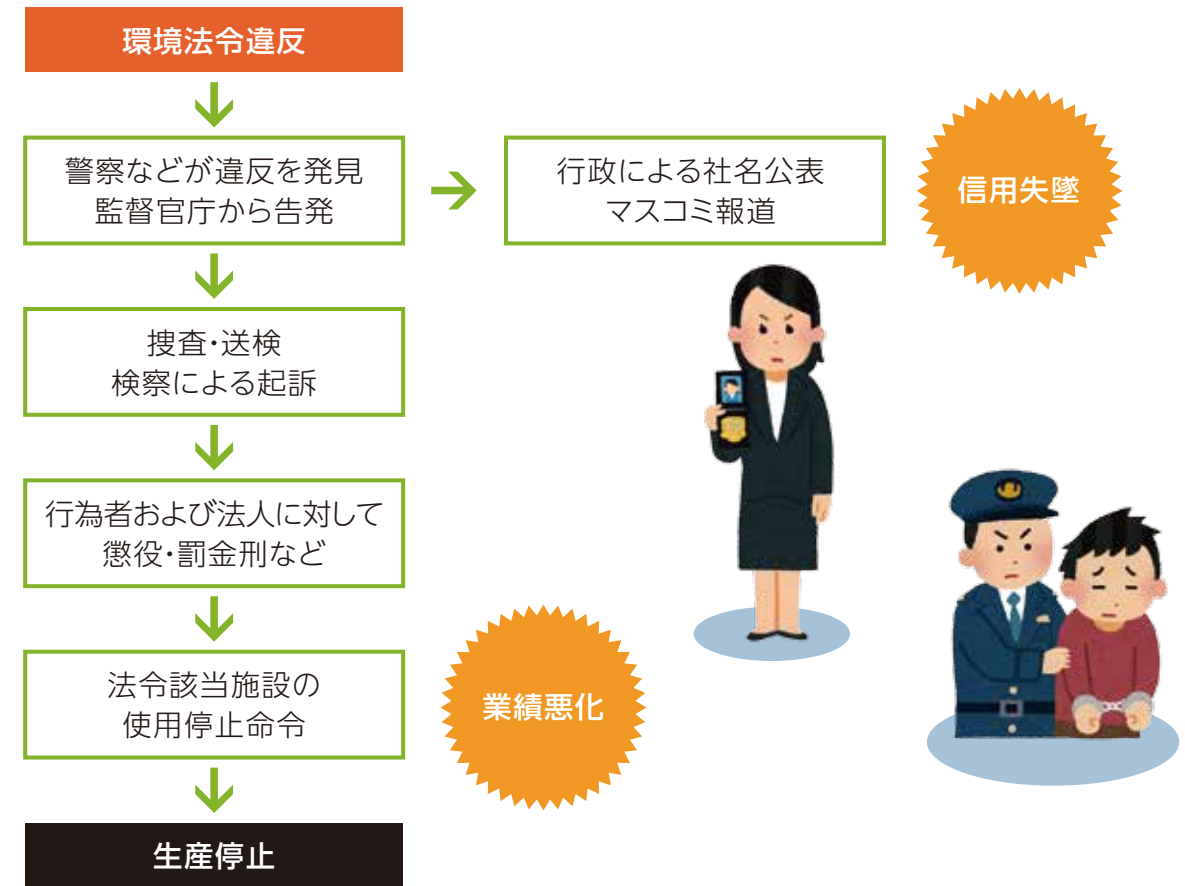 環境法令違反
警察などが違反を発見
監督官庁から告発
行政による社名公表
マスコミ報道
信用失墜
捜査・送検
検察による起訴
行為者および法人に対して
懲役・罰金刑など
法令該当施設の
使用停止命令
業績悪化
生産停止